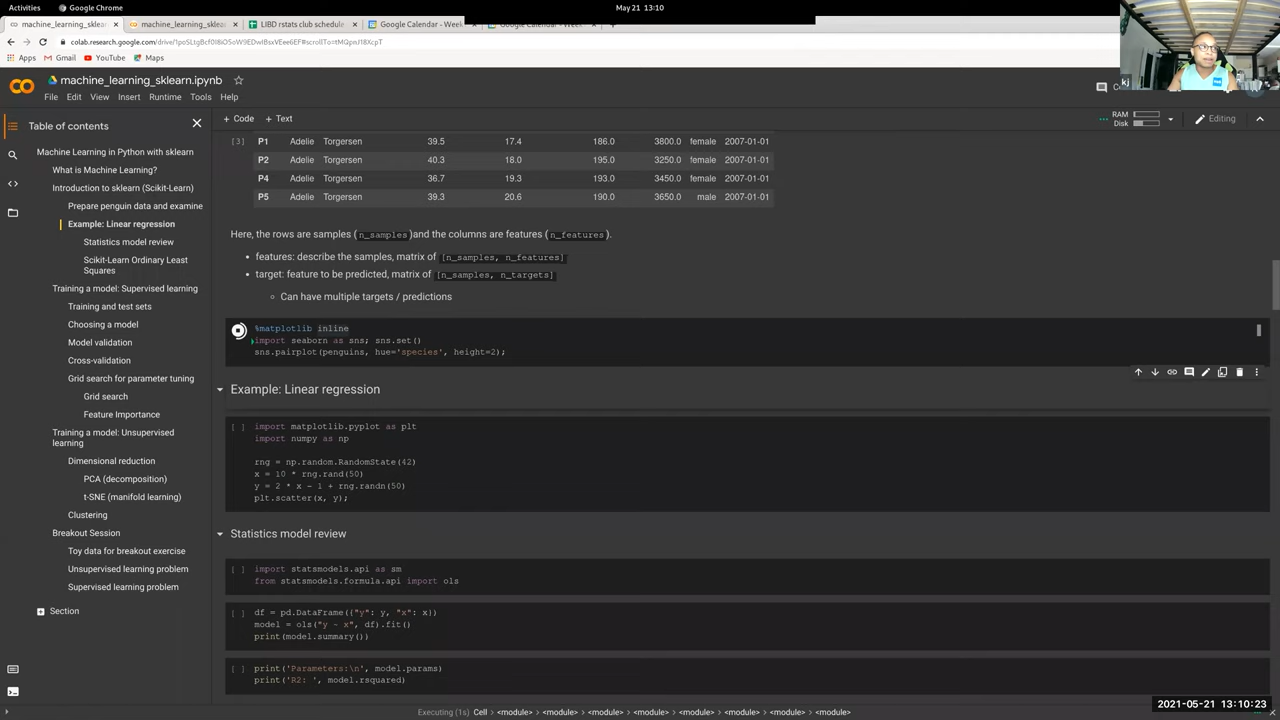 Activities
Google Chrome
May 21 13:10
machine_learning_sklearn
machine_learning_sklearn
LIBD rstats club schedule
Google Calendar - Week
Google Calendar - Week
Apps
Gmail
YouTube
Maps
machine_learning_sklearn.ipynb
File Edit View Insert Runtime Tools Help
kj
Table of contents
+ Code + Text
RAM
Disk
Editing
Machine Learning in Python with sklearn
What is Machine Learning?
Introduction to sklearn (Scikit-Learn)
Prepare penguin data and examine
Example: Linear regression
Statistics model review
Scikit-Learn Ordinary Least
Squares
Training a model: Supervised learning
Training and test sets
Choosing a model
Model validation
Cross-validation
Grid search for parameter tuning
Grid search
Feature Importance
Training a model: Unsupervised
learning
Dimensional reduction
PCA (decomposition)
t-SNE (manifold learning)
Clustering
Breakout Session
Toy data for breakout exercise
Unsupervised learning problem
Supervised learning problem
Section
[3] P1 Adelie Torgersen 39.5 17.4 186.0 3800.0 female 2007-01-01
P2 Adelie Torgersen 40.3 18.0 195.0 3250.0 female 2007-01-01
P4 Adelie Torgersen 36.7 19.3 193.0 3450.0 female 2007-01-01
P5 Adelie Torgersen 39.3 20.6 190.0 3650.0 male 2007-01-01
Here, the rows are samples (n_samples)and the columns are features (n_features).
• features: describe the samples, matrix of [n_samples, n_features]
• target: feature to be predicted, matrix of [n_samples, n_targets]
Can have multiple targets / predictions
%matplotlib inline
import seaborn as sns; sns.set()
sns.pairplot(penguins, hue='species', height=2);
Example: Linear regression
[ ] import matplotlib.pyplot as plt
import numpy as np
rng = np.random.RandomState(42)
x = 10 * rng.rand(50)
y = 2 * x - 1 + rng.randn(50)
plt.scatter(x, y);
Statistics model review
[ ] import statsmodels.api as sm
from statsmodels.formula.api import ols
[ ] df = pd.DataFrame({"y": y, "x": x})
model = ols("y ~ x", df).fit()
print(model.summary())
[ ] print('Parameters:\n', model.params)
print('R2: ', model.rsquared)
Executing (1s) Cell > <module> > <module> > <module> > <module> > <module> > <module> > <module>
2021-05-21 13:10:23